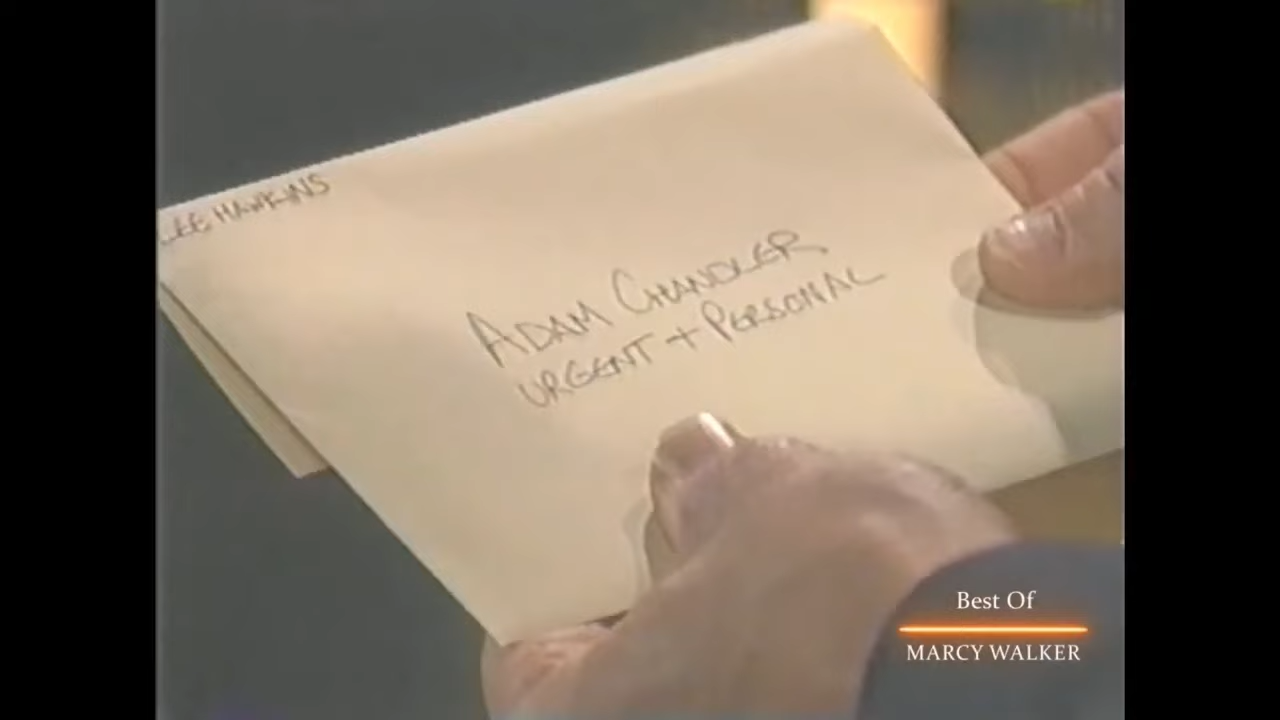 LEE HAWKINS
ADAM CHANDLER
URGENT + PERSONAL
Best Of
MARCY WALKER